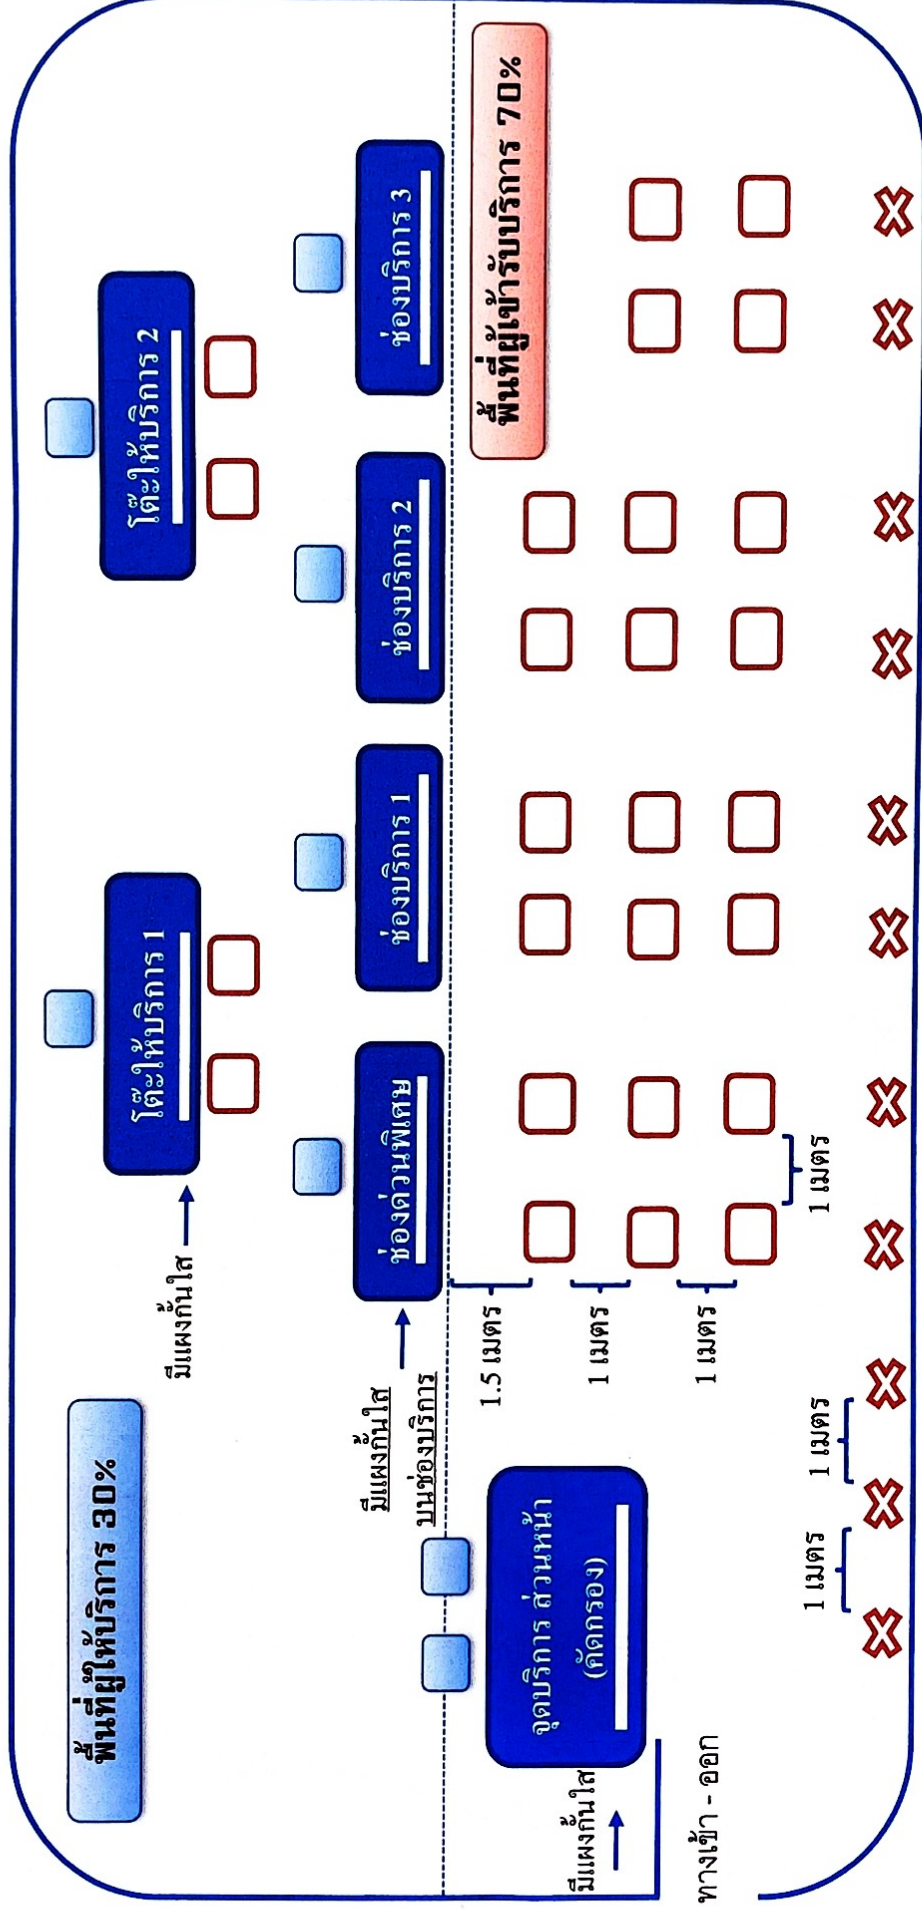 พื้นที่ผู้ให้บริการ 30%
โต๊ะให้บริการ 1
โต๊ะให้บริการ 2
มีแผงกั้นใส
มีแผงกั้นใส
บนช่องบริการ
ช่องด่วนพิเศษ
ช่องบริการ 1
ช่องบริการ 2
ช่องบริการ 3
พื้นที่ผู้เข้ารับบริการ 70%
จุดบริการ ส่วนหน้า
(คัดกรอง)
มีแผงกั้นใส
ทางเข้า - ออก
1.5 เมตร
1 เมตร
1 เมตร
1 เมตร
1 เมตร
1 เมตร